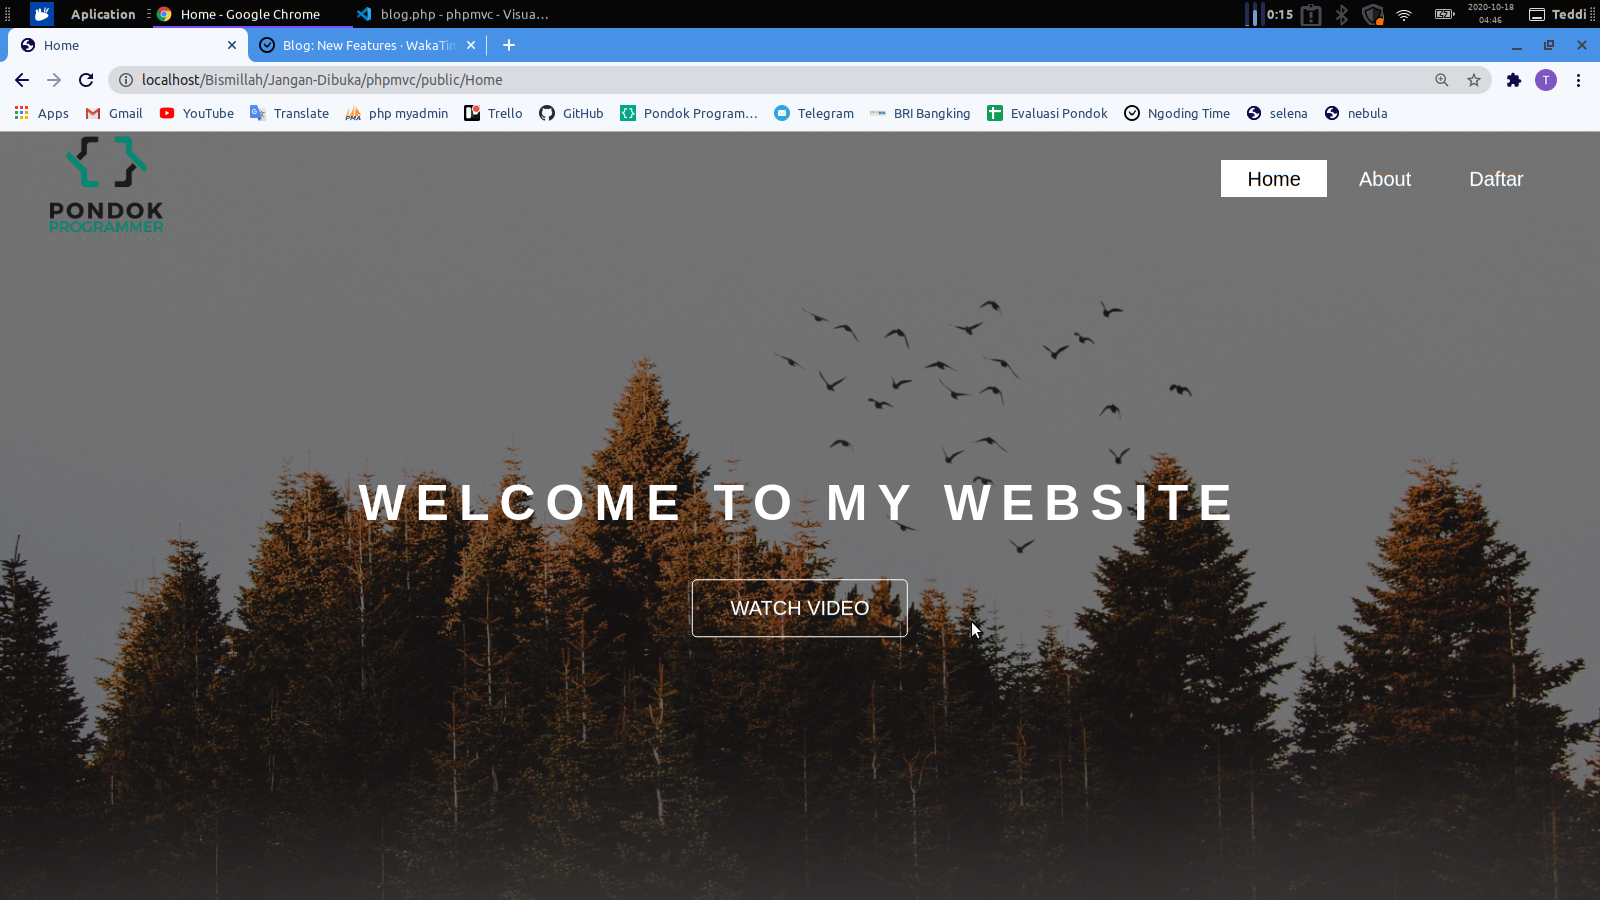 Aplication
Home - Google Chrome
blog.php - phpmvc - Visua...
0:15
2020-10-18
04:46
Teddi
Home
Blog: New Features · WakaTim
localhost/Bismillah/Jangan-Dibuka/phpmvc/public/Home
T
Apps
Gmail
YouTube
Translate
php myadmin
Trello
GitHub
Pondok Program...
Telegram
BRI Bangking
Evaluasi Pondok
Ngoding Time
selena
nebula
PONDOK
PROGRAMMER
Home
About
Daftar
WELCOME TO MY WEBSITE
WATCH VIDEO